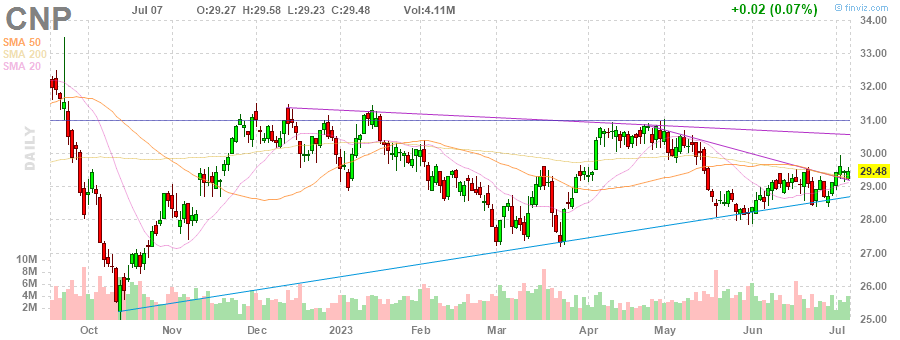 CNP Jul 07 O:29.27 H:29.58 L:29.23 C:29.48 Vol:4.11M +0.02 (0.07%) © finviz.com
SMA 50
SMA 200
SMA 20
DAILY
34.00
33.00
32.00
31.00
30.00
29.48
29.00
28.00
27.00
26.00
25.00
10M
8M
6M
4M
2M
Oct Nov Dec 2023 Feb Mar Apr May Jun Jul